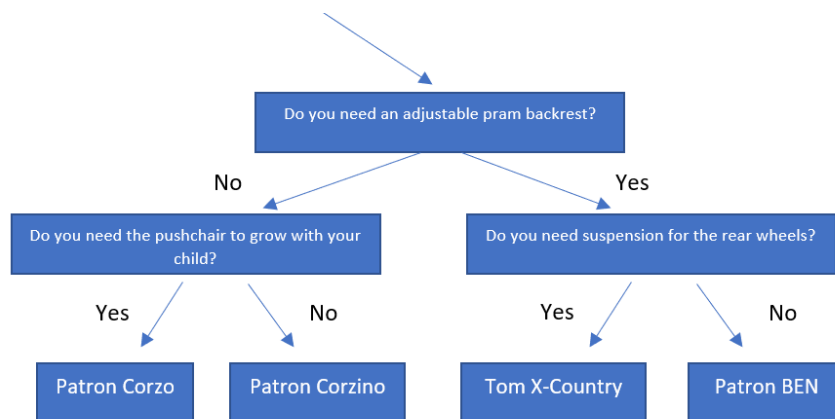 Do you need an adjustable pram backrest?
No
Yes
Do you need the pushchair to grow with your
child?
Do you need suspension for the rear wheels?
Yes
No
Yes
No
Patron Corzo
Patron Corzino
Tom X-Country
Patron BEN